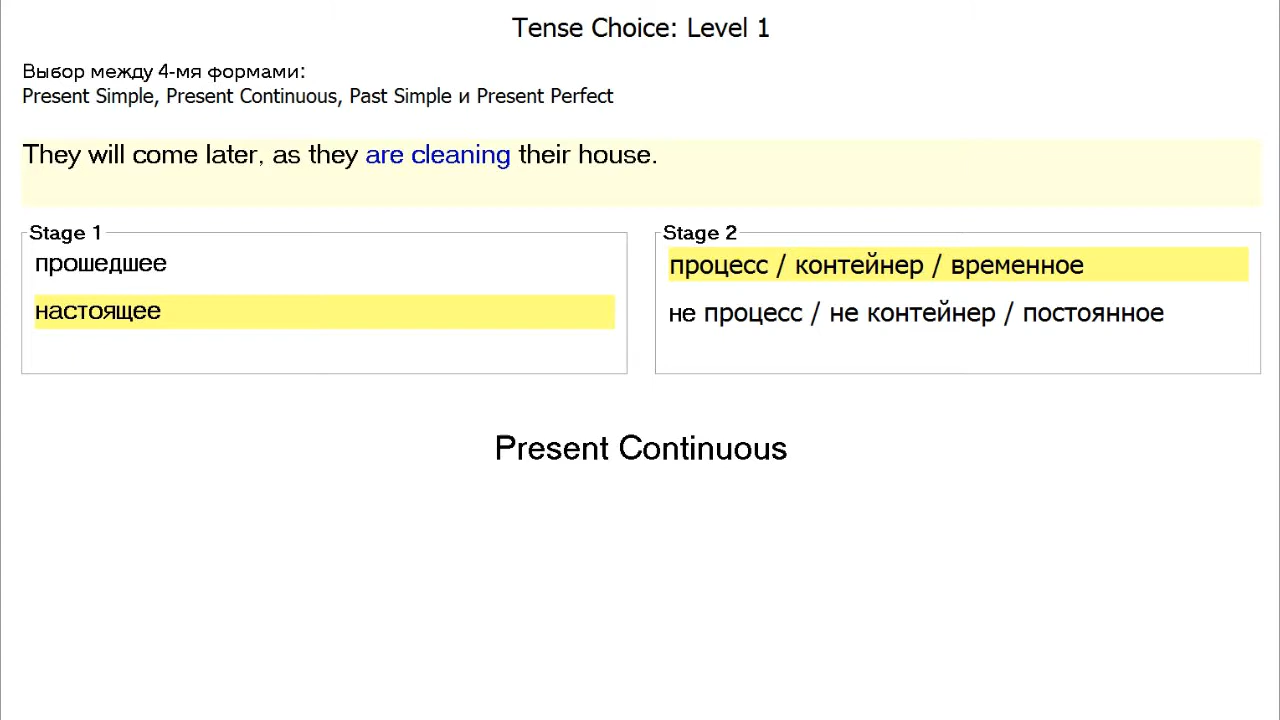 Tense Choice: Level 1
Выбор между 4-мя формами:
Present Simple, Present Continuous, Past Simple и Present Perfect
They will come later, as they are cleaning their house.
Stage 1
прошедшее
настоящее
Stage 2
процесс / контейнер / временное
не процесс / не контейнер / постоянное
Present Continuous